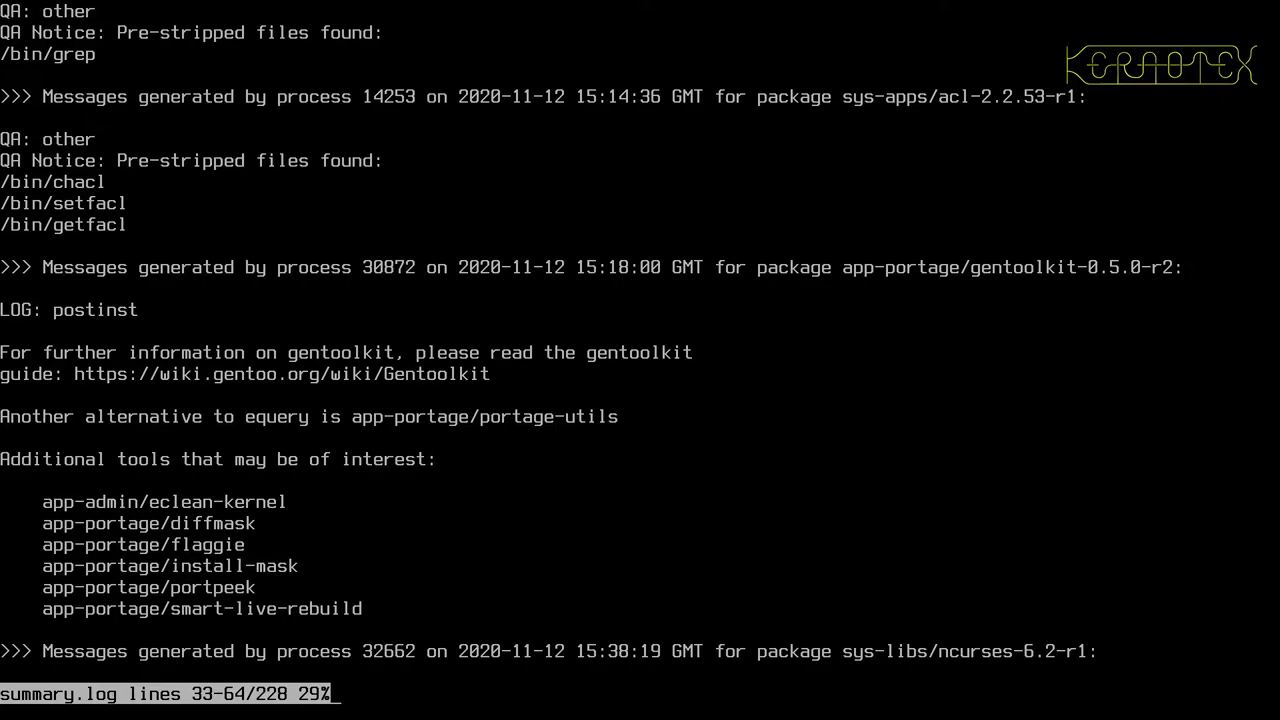 QA: other
QA Notice: Pre-stripped files found:
/bin/grep
KERNOTEX
>>> Messages generated by process 14253 on 2020-11-12 15:14:36 GMT for package sys-apps/acl-2.2.53-r1:
QA: other
QA Notice: Pre-stripped files found:
/bin/chacl
/bin/setfacl
/bin/getfacl
>>> Messages generated by process 30872 on 2020-11-12 15:18:00 GMT for package app-portage/gentoolkit-0.5.0-r2:
LOG: postinst
For further information on gentoolkit, please read the gentoolkit
guide: https://wiki.gentoo.org/wiki/Gentoolkit
Another alternative to equery is app-portage/portage-utils
Additional tools that may be of interest:
app-admin/eclean-kernel
app-portage/diffmask
app-portage/flaggie
app-portage/install-mask
app-portage/portpeek
app-portage/smart-live-rebuild
>>> Messages generated by process 32662 on 2020-11-12 15:38:19 GMT for package sys-libs/ncurses-6.2-r1:
summary.log lines 33-64/228 29%